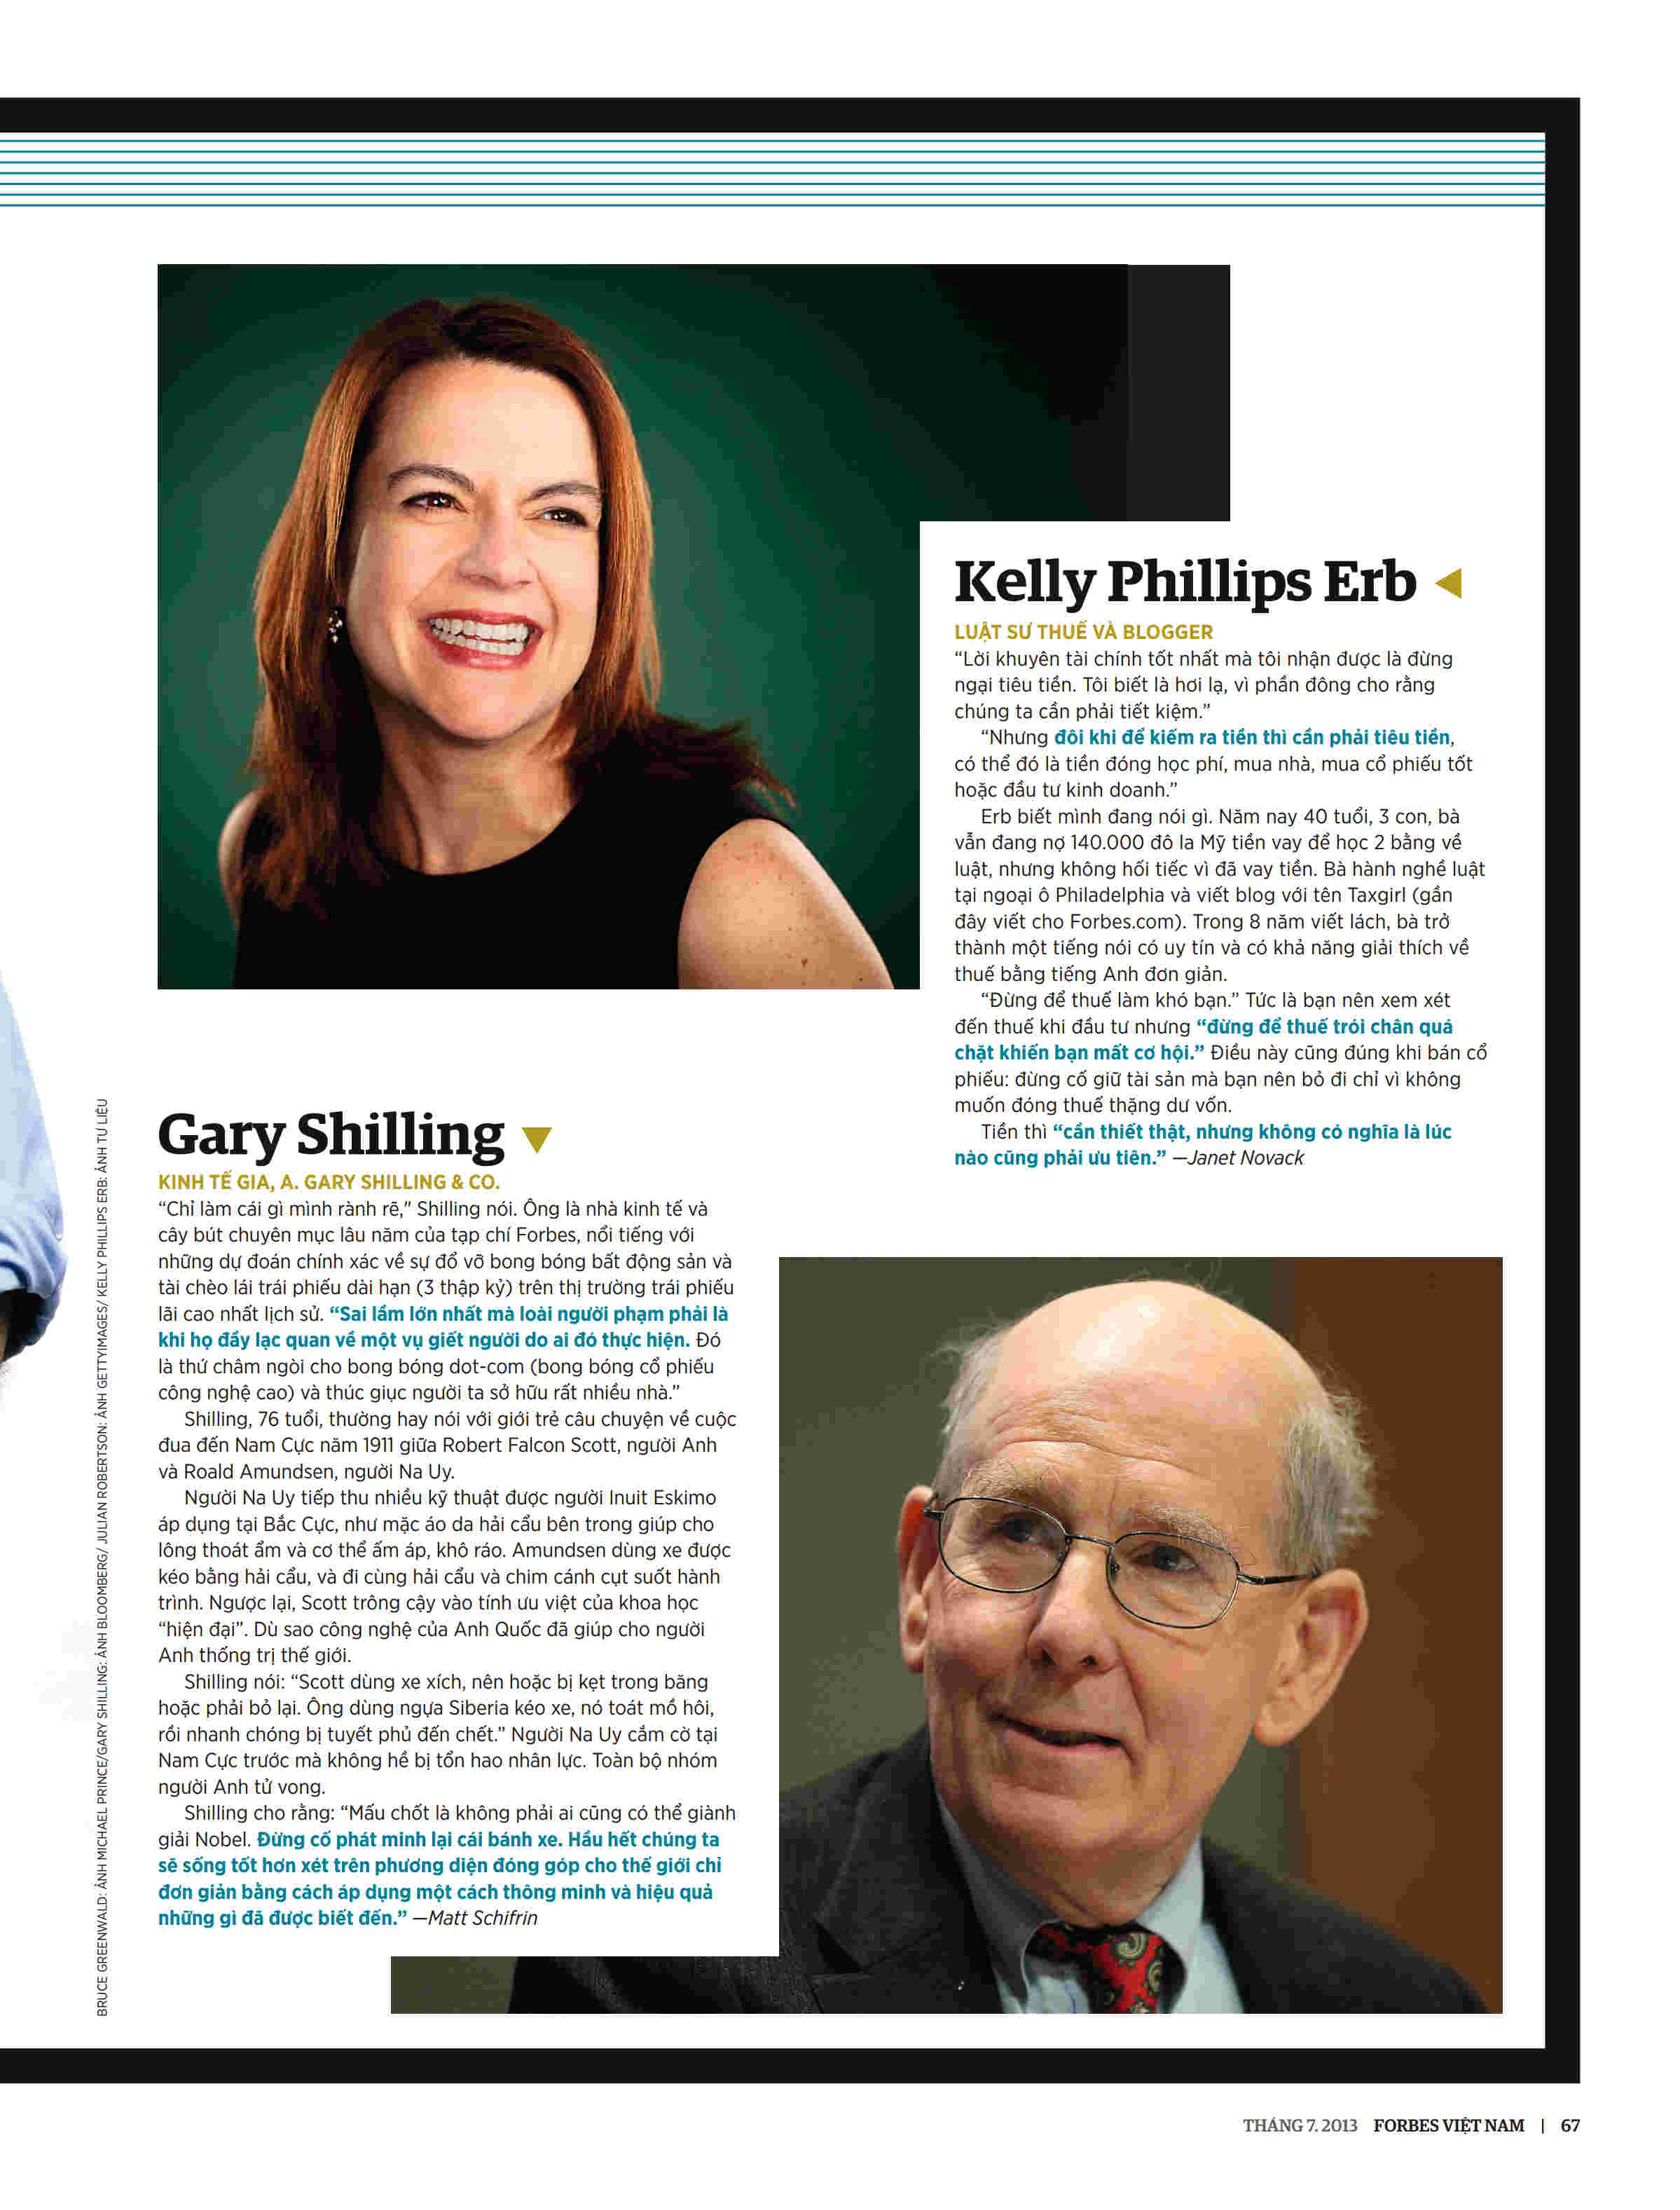 Kelly Phillips Erb
LUẬT SƯ THUẾ VÀ BLOGGER
“Lời khuyên tài chính tốt nhất mà tôi nhận được là đừng
ngại tiêu tiền. Tôi biết là hơi lạ, vì phần đông cho rằng
chúng ta cần phải tiết kiệm.”
“Nhưng đôi khi để kiếm ra tiền thì cần phải tiêu tiền,
có thể đó là tiền đóng học phí, mua nhà, mua cổ phiếu tốt
hoặc đầu tư kinh doanh.”
Erb biết mình đang nói gì. Năm nay 40 tuổi, 3 con, bà
vẫn đang nợ 140.000 đô la Mỹ tiền vay để học 2 bằng về
luật, nhưng không hối tiếc vì đã vay tiền. Bà hành nghề luật
tại ngoại ô Philadelphia và viết blog với tên Taxgirl (gần
đây viết cho Forbes.com). Trong 8 năm viết lách, bà trở
thành một tiếng nói có uy tín và có khả năng giải thích về
thuế bằng tiếng Anh đơn giản.
“Đừng để thuế làm khó bạn.” Tức là bạn nên xem xét
đến thuế khi đầu tư nhưng “đừng để thuế trói chân quá
chặt khiến bạn mất cơ hội.” Điều này cũng đúng khi bán cổ
phiếu: đừng cố giữ tài sản mà bạn nên bỏ đi chỉ vì không
muốn đóng thuế thặng dư vốn.
Tiền thì “cần thiết thật, nhưng không có nghĩa là lúc
nào cũng phải ưu tiên.” —Janet Novack
Gary Shilling
KINH TẾ GIA, A. GARY SHILLING & CO.
“Chỉ làm cái gì mình rành rẽ," Shilling nói. Ông là nhà kinh tế và
cây bút chuyên mục lâu năm của tạp chí Forbes, nổi tiếng với
những dự đoán chính xác về sự đổ vỡ bong bóng bất động sản và
tài chèo lái trái phiếu dài hạn (3 thập kỷ) trên thị trường trái phiếu
lãi cao nhất lịch sử. “Sai lầm lớn nhất mà loài người phạm phải là
khi họ đầy lạc quan về một vụ giết người do ai đó thực hiện. Đó
là thứ châm ngòi cho bong bóng dot-com (bong bóng cổ phiếu
công nghệ cao) và thúc giục người ta sở hữu rất nhiều nhà.”
Shilling, 76 tuổi, thường hay nói với giới trẻ câu chuyện về cuộc
đua đến Nam Cực năm 1911 giữa Robert Falcon Scott, người Anh
và Roald Amundsen, người Na Uy.
Người Na Uy tiếp thu nhiều kỹ thuật được người Inuit Eskimo
áp dụng tại Bắc Cực, như mặc áo da hải cẩu bên trong giúp cho
lông thoát ẩm và cơ thể ấm áp, khô ráo. Amundsen dùng xe được
kéo bằng hải cẩu, và đi cùng hải cẩu và chim cánh cụt suốt hành
trình. Ngược lại, Scott trông cậy vào tính ưu việt của khoa học
“hiện đại”. Dù sao công nghệ của Anh Quốc đã giúp cho người
Anh thống trị thế giới.
Shilling nói: “Scott dùng xe xích, nên hoặc bị kẹt trong băng
hoặc phải bỏ lại. Ông dùng ngựa Siberia kéo xe, nó toát mồ hôi,
rồi nhanh chóng bị tuyết phủ đến chết.” Người Na Uy cắm cờ tại
Nam Cực trước mà không hề bị tổn hao nhân lực. Toàn bộ nhóm
người Anh tử vong.
Shilling cho rằng: “Mấu chốt là không phải ai cũng có thể giành
giải Nobel. Đừng cố phát minh lại cái bánh xe. Hầu hết chúng ta
sẽ sống tốt hơn xét trên phương diện đóng góp cho thế giới chỉ
đơn giản bằng cách áp dụng một cách thông minh và hiệu quả
những gì đã được biết đến.” —Matt Schifrin
BRUCE GREENWALD: ẢNH MICHAEL PRINCE/GARY SHILLING: ẢNH BLOOMBERG/ JULIAN ROBERTSON: ẢNH GETTYIMAGES/ KELLY PHILLIPS ERB: ẢNH TƯ LIỆU
THÁNG 7. 2013 FORBES VIỆT NAM | 67